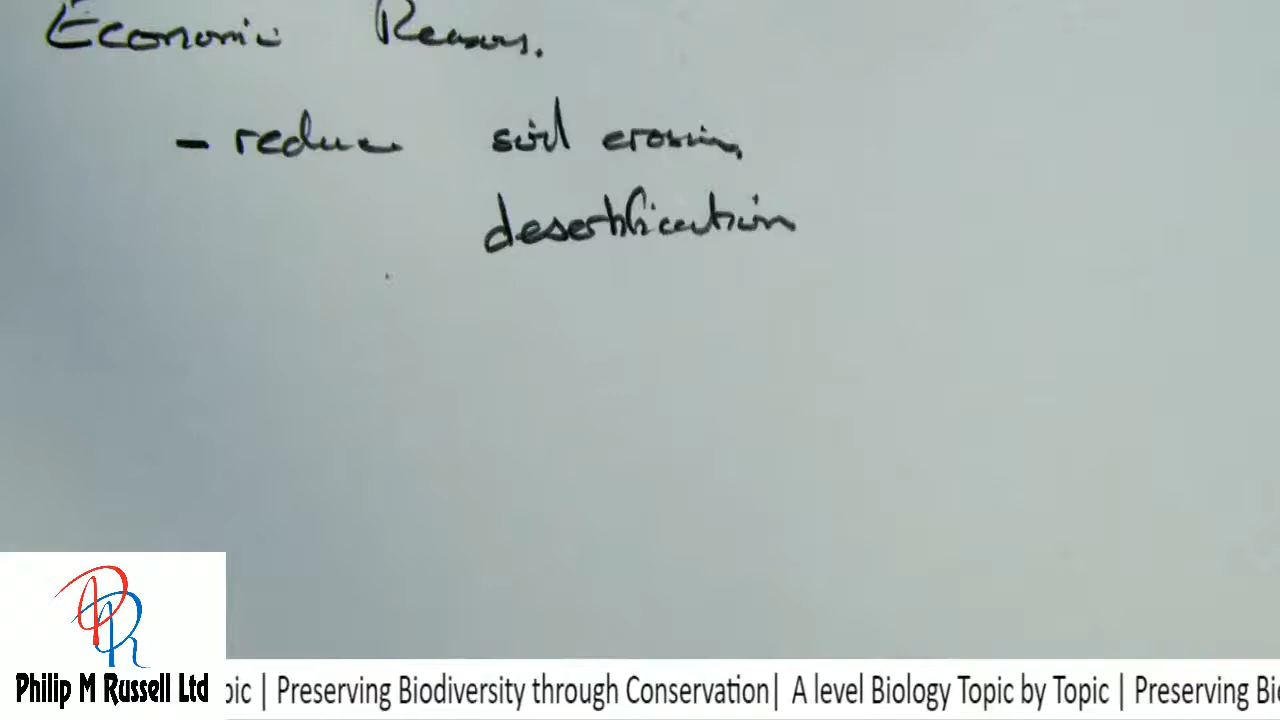 Economic Reasons.
- reduce soil erosion,
desertification
Philip M Russell Ltd
pic | Preserving Biodiversity through Conservation| A level Biology Topic by Topic | Preserving Bi